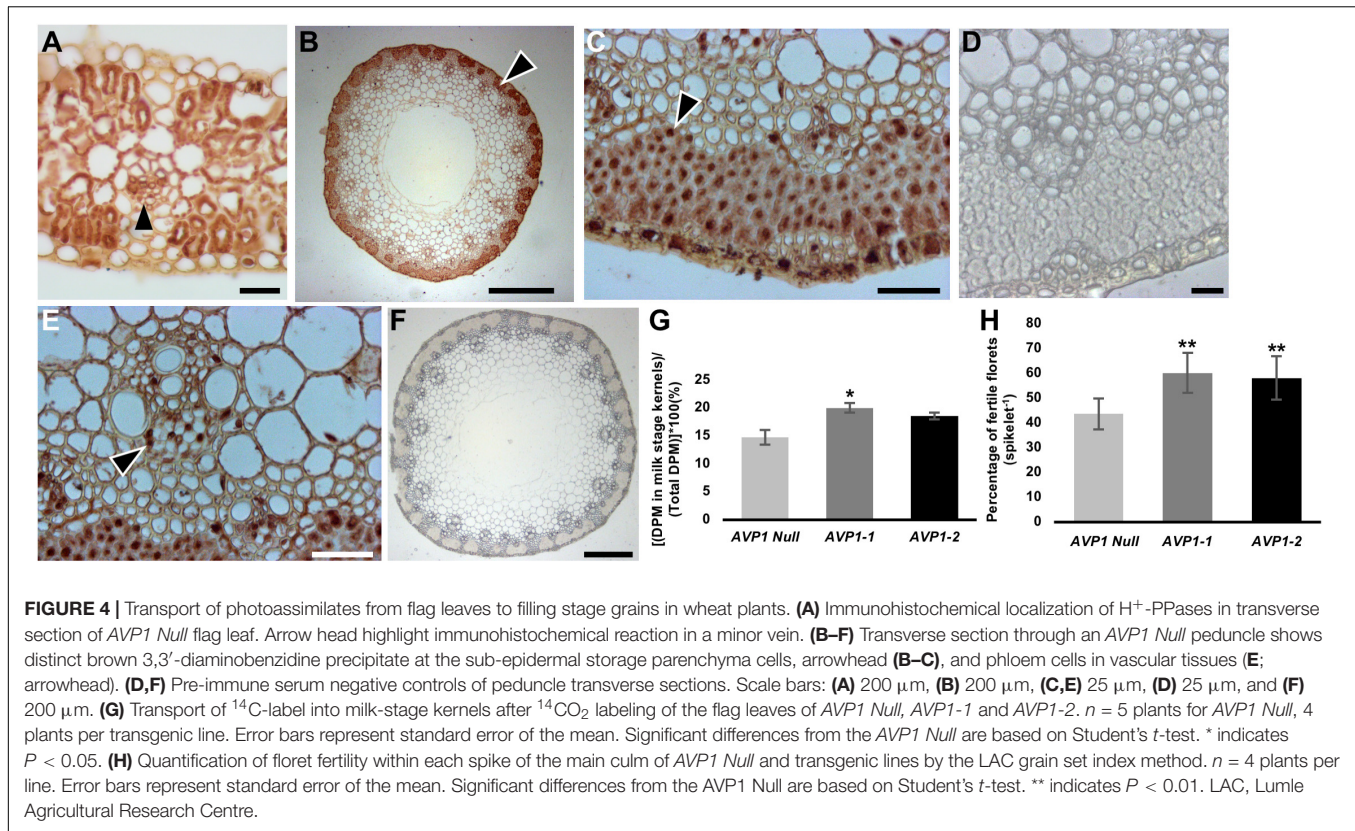 A
B
C
D
E
F
G
[(DPM in milk stage kernels)/
(Total DPM)]*100(%)
25
20
15
10
5
0
*
AVP1 Null
AVP1-1
AVP1-2
H
Percentage of fertile florets
(spikelet⁻¹)
80
70
60
50
40
30
20
10
0
**
**
AVP1 Null
AVP1-1
AVP1-2
FIGURE 4 | Transport of photoassimilates from flag leaves to filling stage grains in wheat plants. (A) Immunohistochemical localization of H⁺-PPases in transverse
section of AVP1 Null flag leaf. Arrow head highlight immunohistochemical reaction in a minor vein. (B–F) Transverse section through an AVP1 Null peduncle shows
distinct brown 3,3′-diaminobenzidine precipitate at the sub-epidermal storage parenchyma cells, arrowhead (B–C), and phloem cells in vascular tissues (E;
arrowhead). (D,F) Pre-immune serum negative controls of peduncle transverse sections. Scale bars: (A) 200 μm, (B) 200 μm, (C,E) 25 μm, (D) 25 μm, and (F)
200 μm. (G) Transport of ¹⁴C-label into milk-stage kernels after ¹⁴CO₂ labeling of the flag leaves of AVP1 Null, AVP1-1 and AVP1-2. n = 5 plants for AVP1 Null, 4
plants per transgenic line. Error bars represent standard error of the mean. Significant differences from the AVP1 Null are based on Student's t-test. * indicates
P < 0.05. (H) Quantification of floret fertility within each spike of the main culm of AVP1 Null and transgenic lines by the LAC grain set index method. n = 4 plants per
line. Error bars represent standard error of the mean. Significant differences from the AVP1 Null are based on Student's t-test. ** indicates P < 0.01. LAC, Lumle
Agricultural Research Centre.